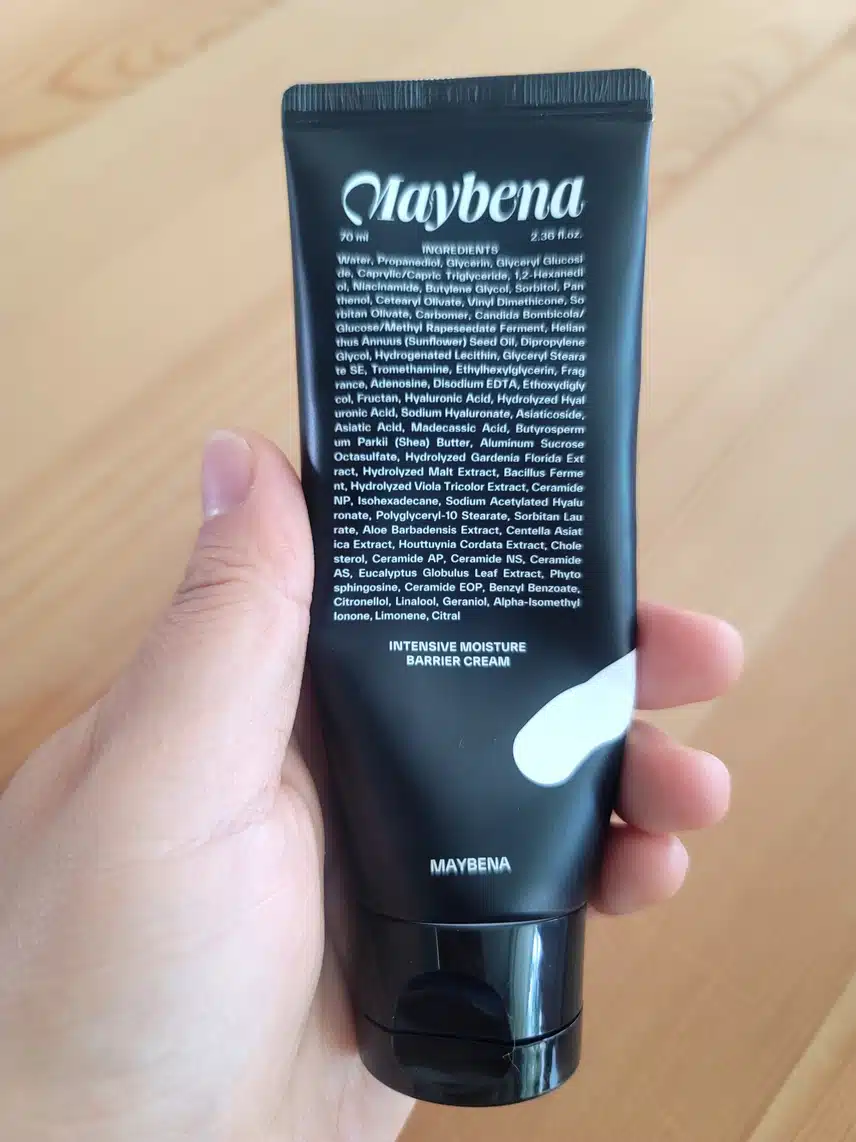 Maybena
70 ml 2.36 fl.oz.
INGREDIENTS
Water, Propanediol, Glycerin, Glyceryl Glucosi
de, Caprylic/Capric Triglyceride, 1,2-Hexanedi
ol, Niacinamide, Butylene Glycol, Sorbitol, Pan
thenol, Cetearyl Olivate, Vinyl Dimethicone, So
rbitan Olivate, Carbomer, Candida Bombicola/
Glucose/Methyl Rapeseedate Ferment, Helian
thus Annuus (Sunflower) Seed Oil, Dipropylene
Glycol, Hydrogenated Lecithin, Glyceryl Steara
te SE, Tromethamine, Ethylhexylglycerin, Frag
rance, Adenosine, Disodium EDTA, Ethoxydigly
col, Fructan, Hyaluronic Acid, Hydrolyzed Hyal
uronic Acid, Sodium Hyaluronate, Asiaticoside,
Asiatic Acid, Madecassic Acid, Butyrosperm
um Parkii (Shea) Butter, Aluminum Sucrose
Octasulfate, Hydrolyzed Gardenia Florida Ext
ract, Hydrolyzed Malt Extract, Bacillus Ferme
nt, Hydrolyzed Viola Tricolor Extract, Ceramide
NP, Isohexadecane, Sodium Acetylated Hyalu
ronate, Polyglyceryl-10 Stearate, Sorbitan Lau
rate, Aloe Barbadensis Extract, Centella Asiat
ica Extract, Houttuynia Cordata Extract, Chole
sterol, Ceramide AP, Ceramide NS, Ceramide
AS, Eucalyptus Globulus Leaf Extract, Phyto
sphingosine, Ceramide EOP, Benzyl Benzoate,
Citronellol, Linalool, Geraniol, Alpha-Isomethyl
Ionone, Limonene, Citral
INTENSIVE MOISTURE
BARRIER CREAM
MAYBENA